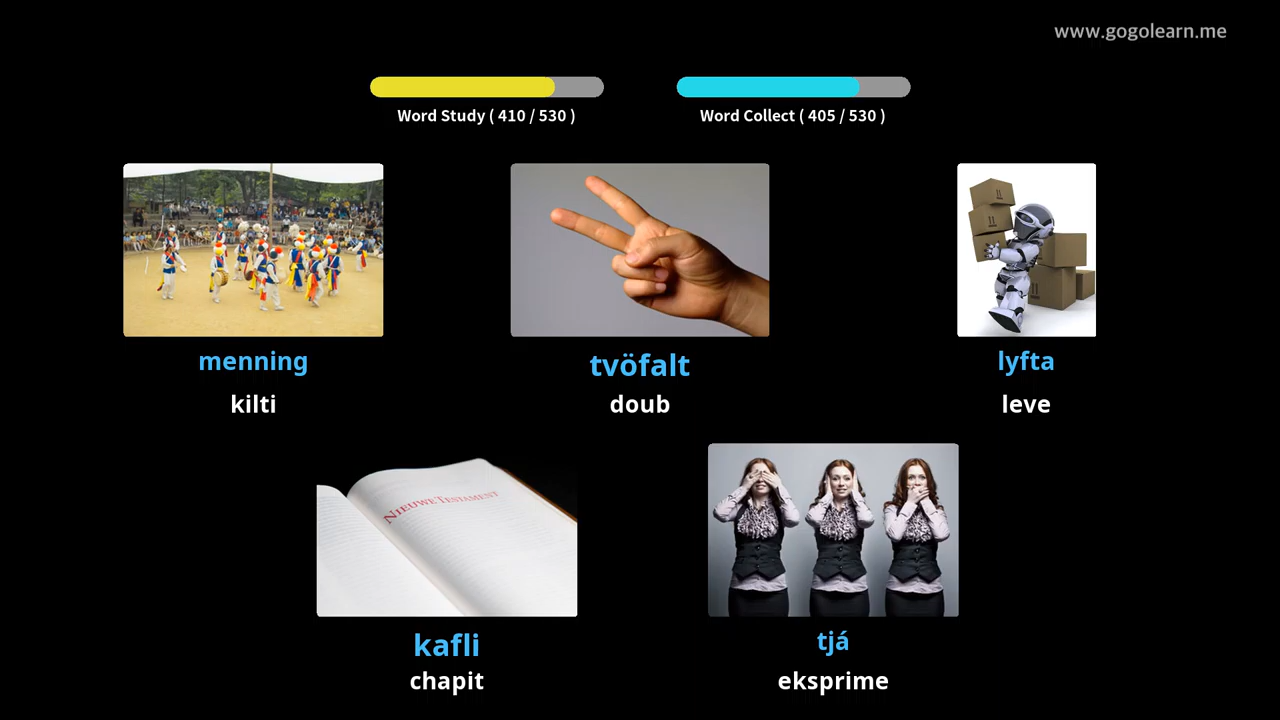 www.gogolearn.me
Word Study ( 410 / 530 )
Word Collect ( 405 / 530 )
menning
kilti
tvöfalt
doub
lyfta
leve
NIEUWE TESTAMENT
kafli
chapit
tjá
eksprime